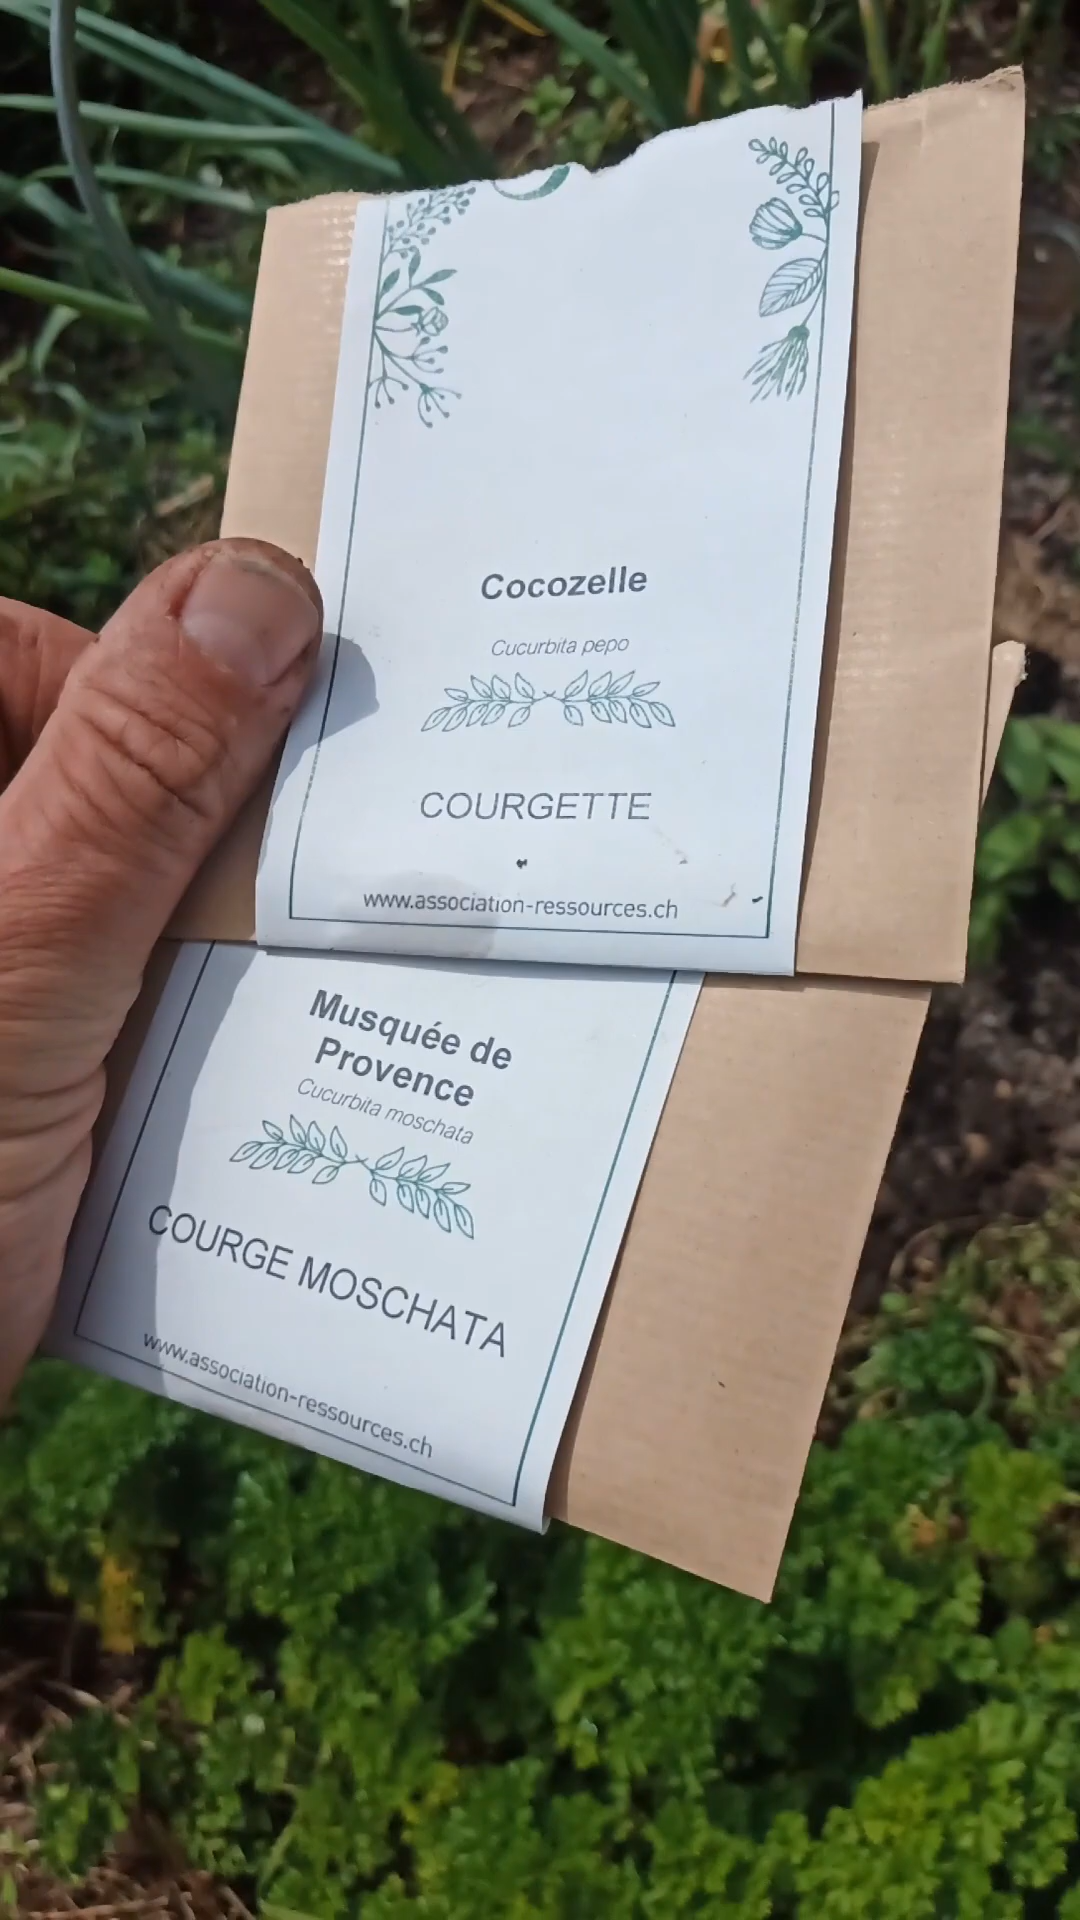 Cocozelle
Cucurbita pepo
COURGETTE
www.association-ressources.ch
Musquée de
Provence
Cucurbita moschata
COURGE MOSCHATA
www.association-ressources.ch